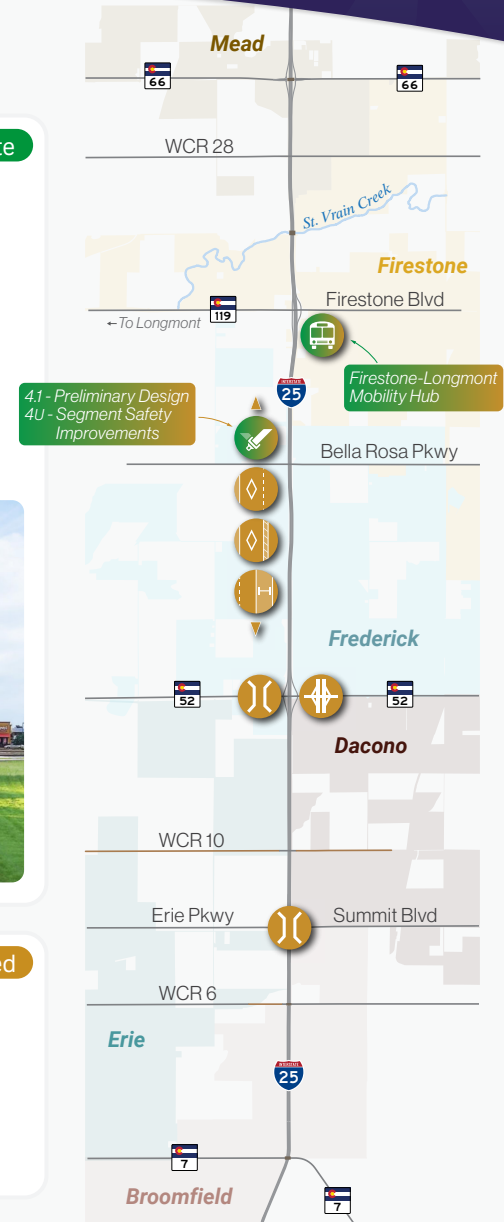 Mead
66
66
WCR 28
St. Vrain Creek
Firestone
Firestone Blvd
119
←To Longmont
Firestone-Longmont
Mobility Hub
INTERSTATE
25
4.1 - Preliminary Design
4U - Segment Safety
Improvements
Bella Rosa Pkwy
Frederick
52
52
Dacono
WCR 10
Erie Pkwy
Summit Blvd
WCR 6
Erie
INTERSTATE
25
7
Broomfield
7